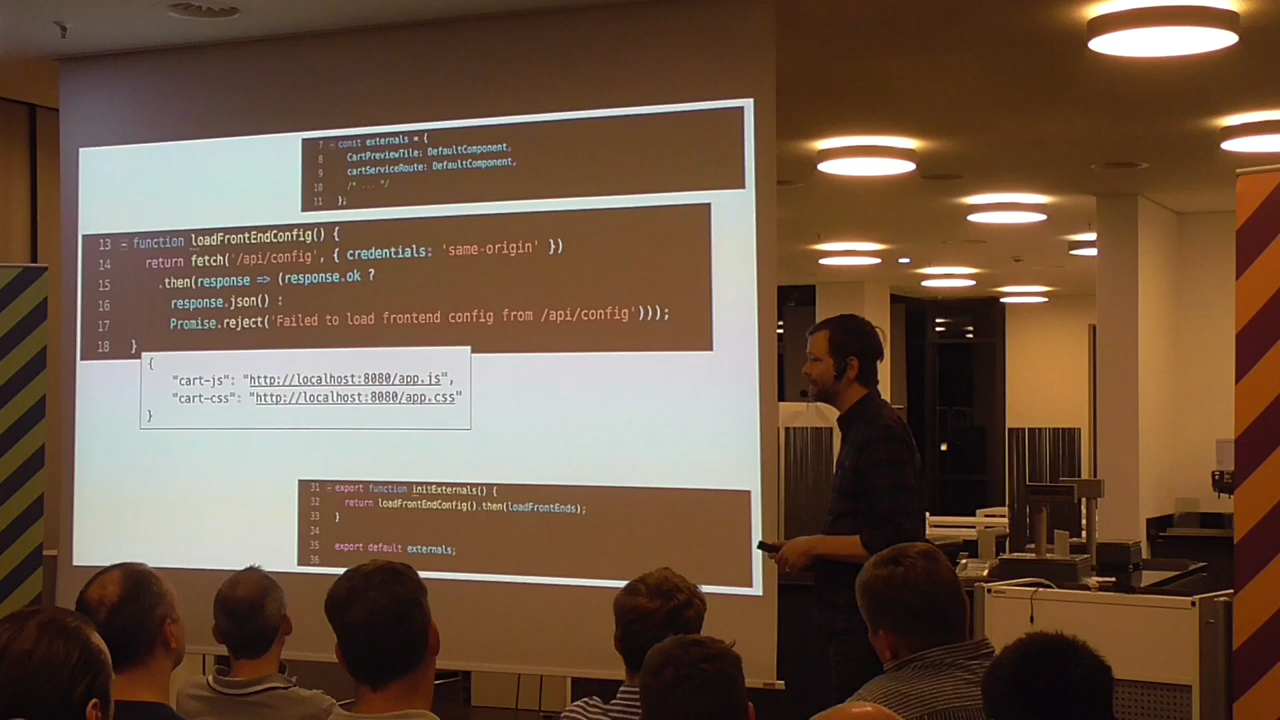 7 – const externals = {
8 CartPreviewTile: DefaultComponent,
9 cartServiceRoute: DefaultComponent,
10 /* ... */
11 };
13 – function loadFrontEndConfig() {
14 return fetch('/api/config', { credentials: 'same-origin' })
15 .then(response => (response.ok ?
16 response.json() :
17 Promise.reject('Failed to load frontend config from /api/config')));
18 }
{
"cart-js": "http://localhost:8080/app.js",
"cart-css": "http://localhost:8080/app.css"
}
31 – export function initExternals() {
32 return loadFrontEndConfig().then(loadFrontEnds);
33 }
34
35 export default externals;
36